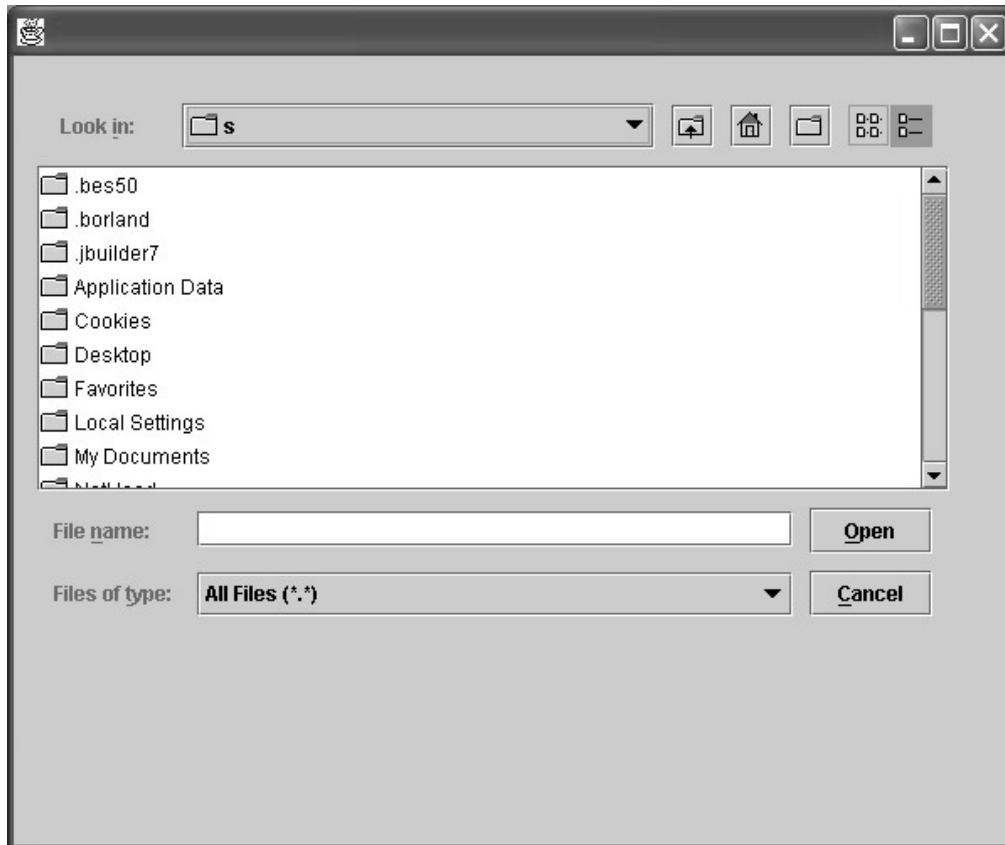 Look in:
s
.bes50
.borland
.jbuilder7
Application Data
Cookies
Desktop
Favorites
Local Settings
My Documents
File name:
Open
Files of type:
All Files (*.*)
Cancel